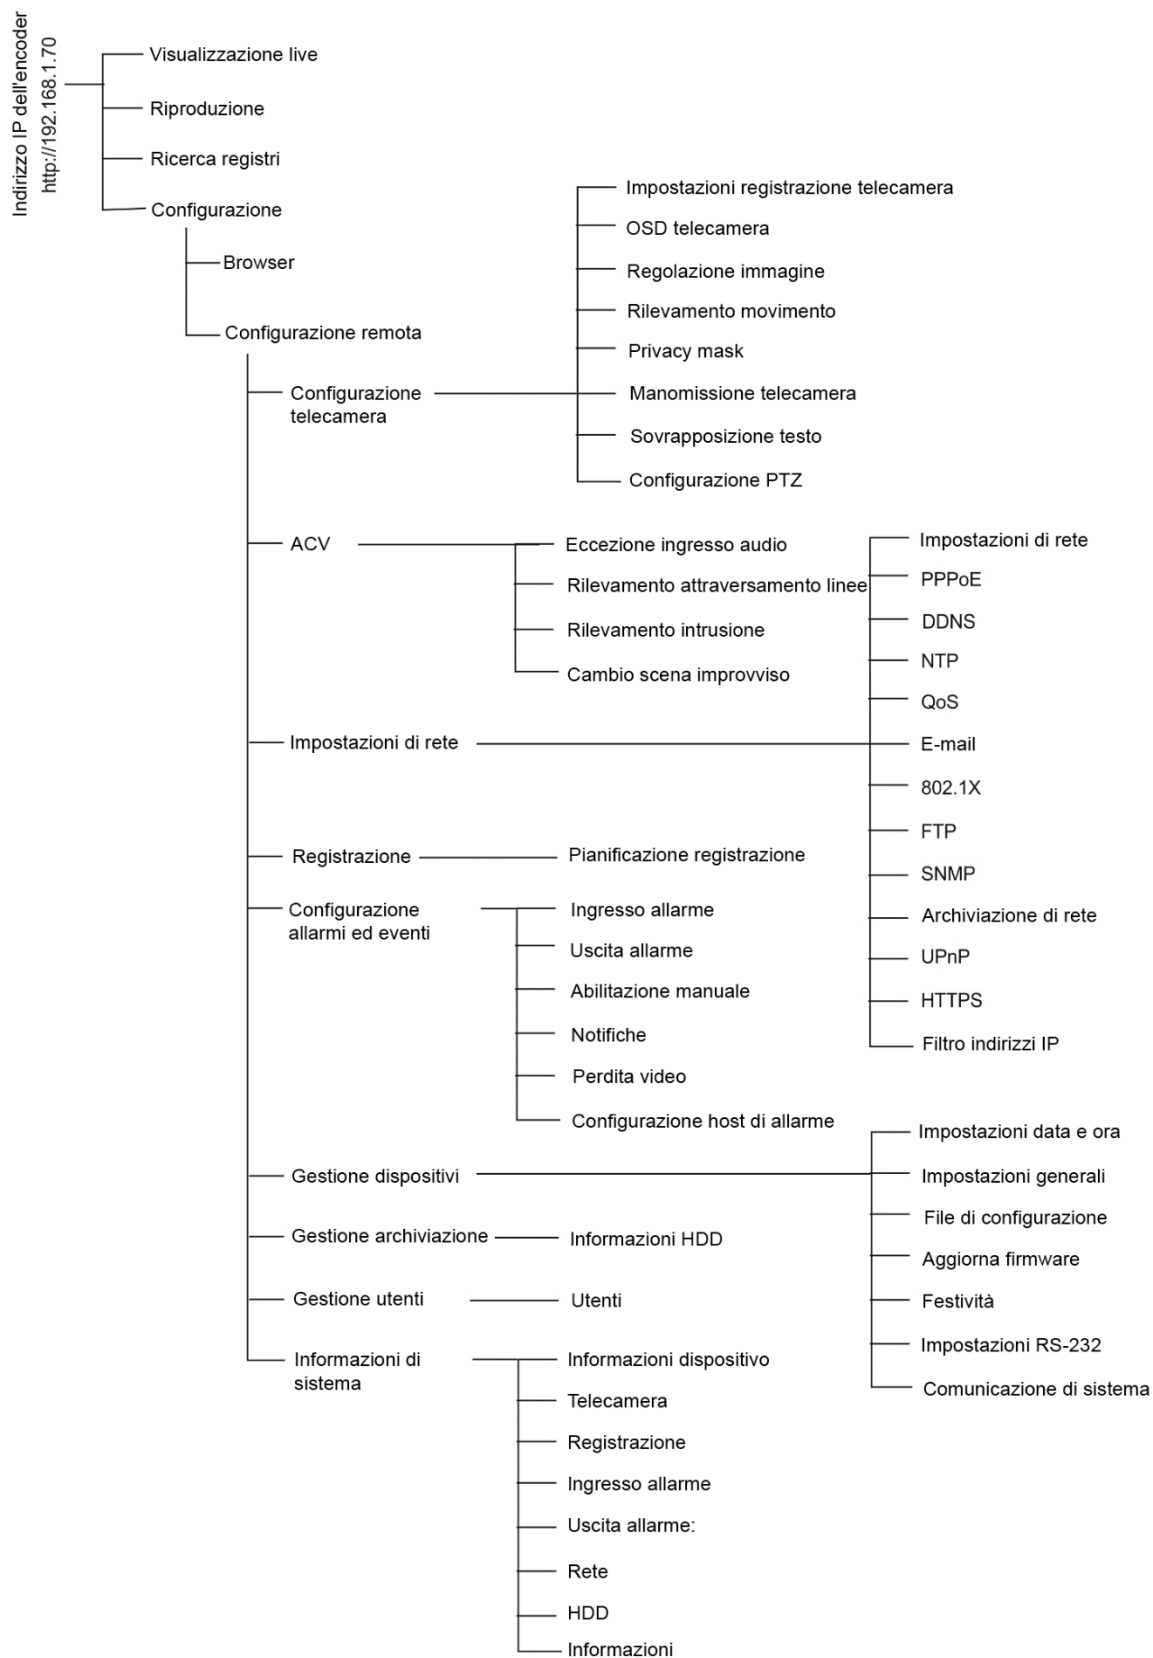 Indirizzo IP dell'encoder
http://192.168.1.70
Visualizzazione live
Riproduzione
Ricerca registri
Configurazione
Browser
Configurazione remota
Configurazione
telecamera
Impostazioni registrazione telecamera
OSD telecamera
Regolazione immagine
Rilevamento movimento
Privacy mask
Manomissione telecamera
Sovrapposizione testo
Configurazione PTZ
ACV
Eccezione ingresso audio
Rilevamento attraversamento linee
Rilevamento intrusione
Cambio scena improvviso
Impostazioni di rete
Impostazioni di rete
PPPoE
DDNS
NTP
QoS
E-mail
802.1X
FTP
SNMP
Archiviazione di rete
UPnP
HTTPS
Filtro indirizzi IP
Registrazione
Pianificazione registrazione
Configurazione
allarmi ed eventi
Ingresso allarme
Uscita allarme
Abilitazione manuale
Notifiche
Perdita video
Configurazione host di allarme
Gestione dispositivi
Impostazioni data e ora
Impostazioni generali
File di configurazione
Aggiorna firmware
Festività
Impostazioni RS-232
Comunicazione di sistema
Gestione archiviazione
Informazioni HDD
Gestione utenti
Utenti
Informazioni di
sistema
Informazioni dispositivo
Telecamera
Registrazione
Ingresso allarme
Uscita allarme:
Rete
HDD
Informazioni